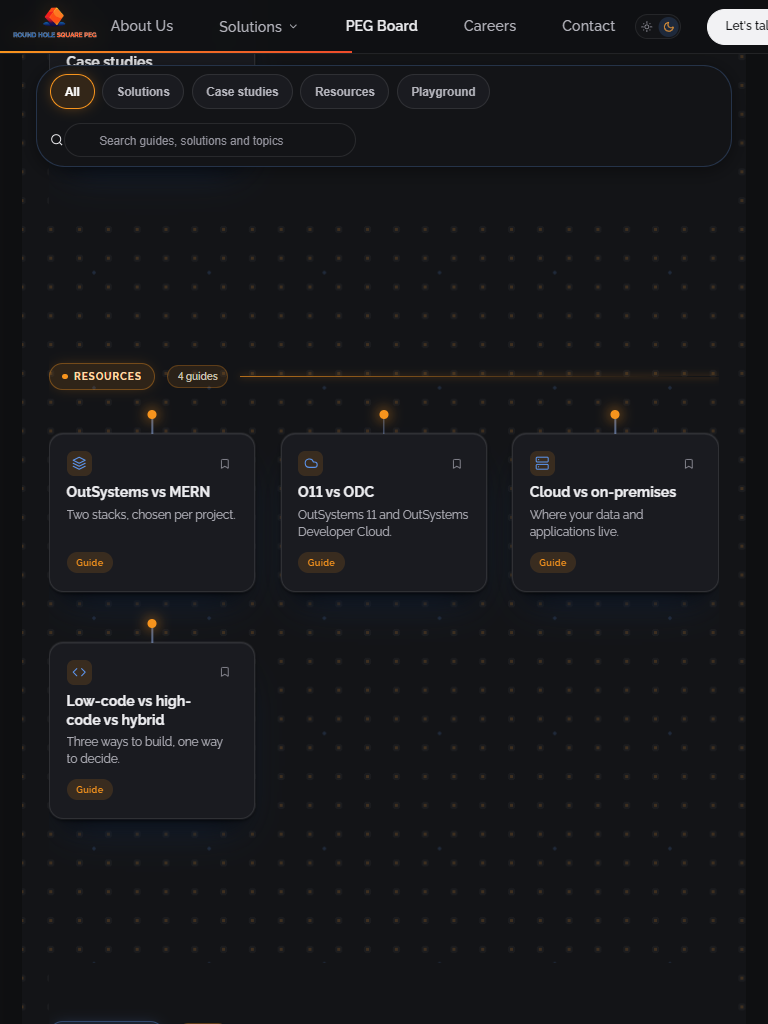 ROUND HOLE SQUARE PEG
About Us
Solutions
PEG Board
Careers
Contact
Let's tal
Case studies
All
Solutions
Case studies
Resources
Playground
Search guides, solutions and topics
RESOURCES
4 guides
OutSystems vs MERN
Two stacks, chosen per project.
Guide
O11 vs ODC
OutSystems 11 and OutSystems
Developer Cloud.
Guide
Cloud vs on-premises
Where your data and
applications live.
Guide
Low-code vs high-
code vs hybrid
Three ways to build, one way
to decide.
Guide